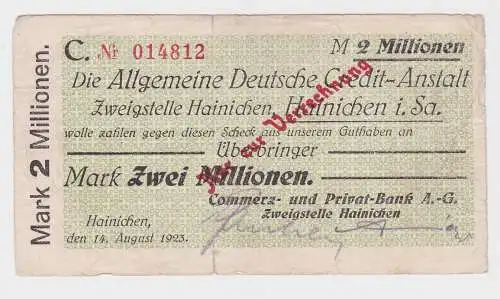 Mark 2 Millionen.
C. № 014812
M 2 Millionen
Die Allgemeine Deutsche Credit-Anstalt
Zweigstelle Hainichen, Hainichen i. Sa.
wolle zahlen gegen diesen Scheck aus unserem Guthaben an
Überbringer
Mark Zwei Millionen.
Nur zur Verrechnung
Commerz- und Privat-Bank A.-G.
Zweigstelle Hainichen
Hainichen,
den 14. August 1923.